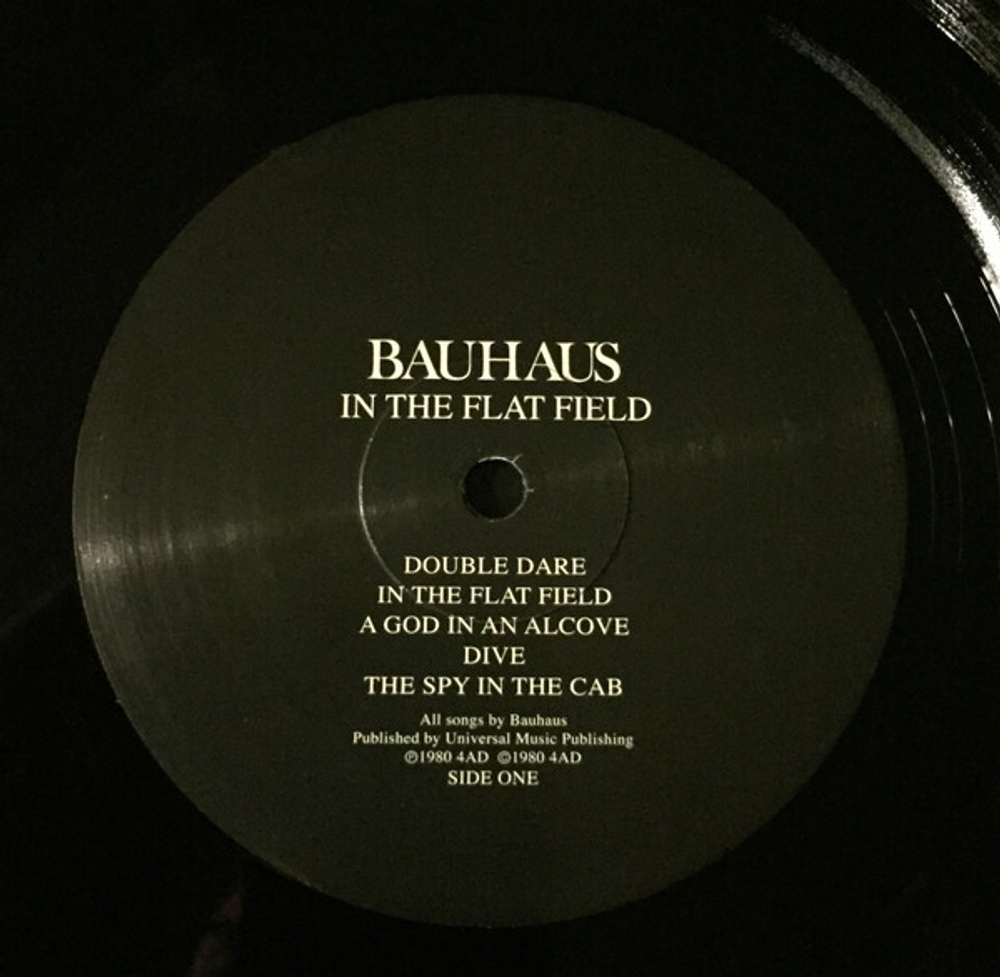 BAUHAUS
IN THE FLAT FIELD
DOUBLE DARE
IN THE FLAT FIELD
A GOD IN AN ALCOVE
DIVE
THE SPY IN THE CAB
All songs by Bauhaus
Published by Universal Music Publishing
℗1980 4AD ©1980 4AD
SIDE ONE